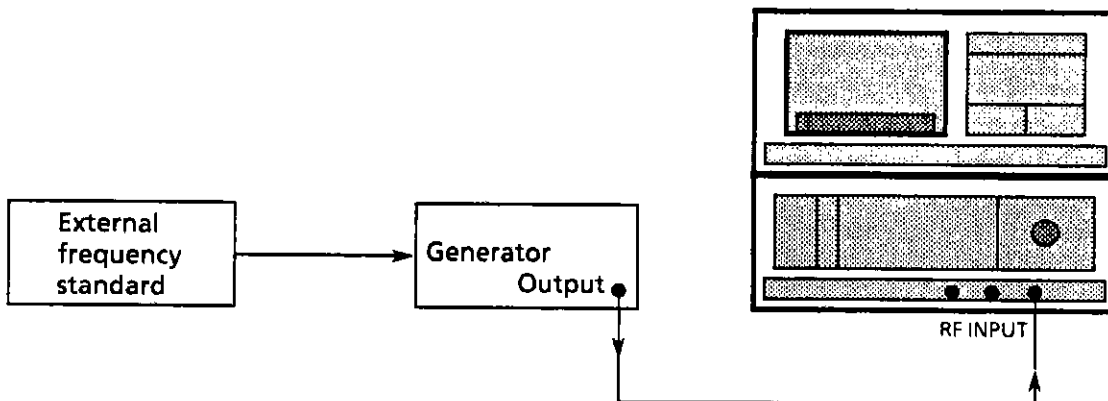 External
frequency
standard
Generator
Output
RF INPUT